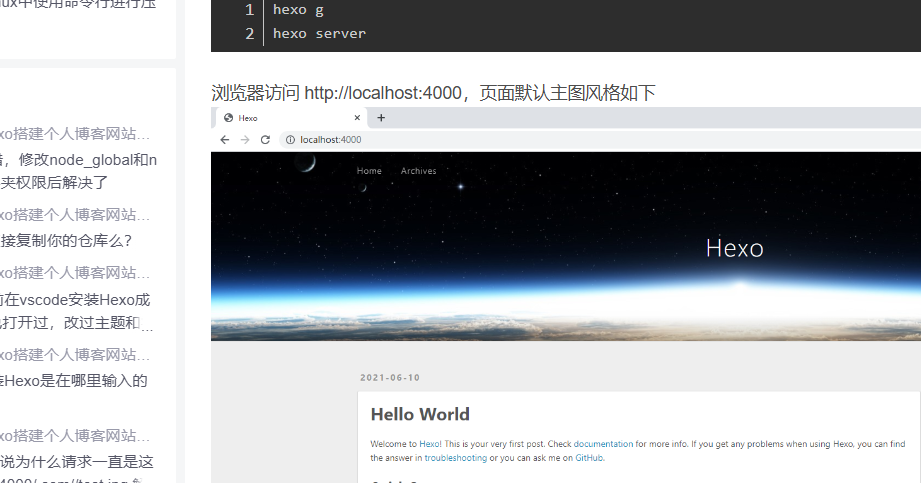 ux中使用命令行进行压
xo搭建个人博客网站...
，修改node_global和n
夹权限后解决了
xo搭建个人博客网站...
接复制你的仓库么？
xo搭建个人博客网站...
在vscode安装Hexo成
打开过，改过主题和...
xo搭建个人博客网站...
Hexo是在哪里输入的
xo搭建个人博客网站...
说为什么请求一直是这
1 hexo g
2 hexo server
浏览器访问 http://localhost:4000，页面默认主图风格如下
Hexo
localhost:4000
Home Archives
Hexo
2021-06-10
Hello World
Welcome to Hexo! This is your very first post. Check documentation for more info. If you get any problems when using Hexo, you can find
the answer in troubleshooting or you can ask me on GitHub.